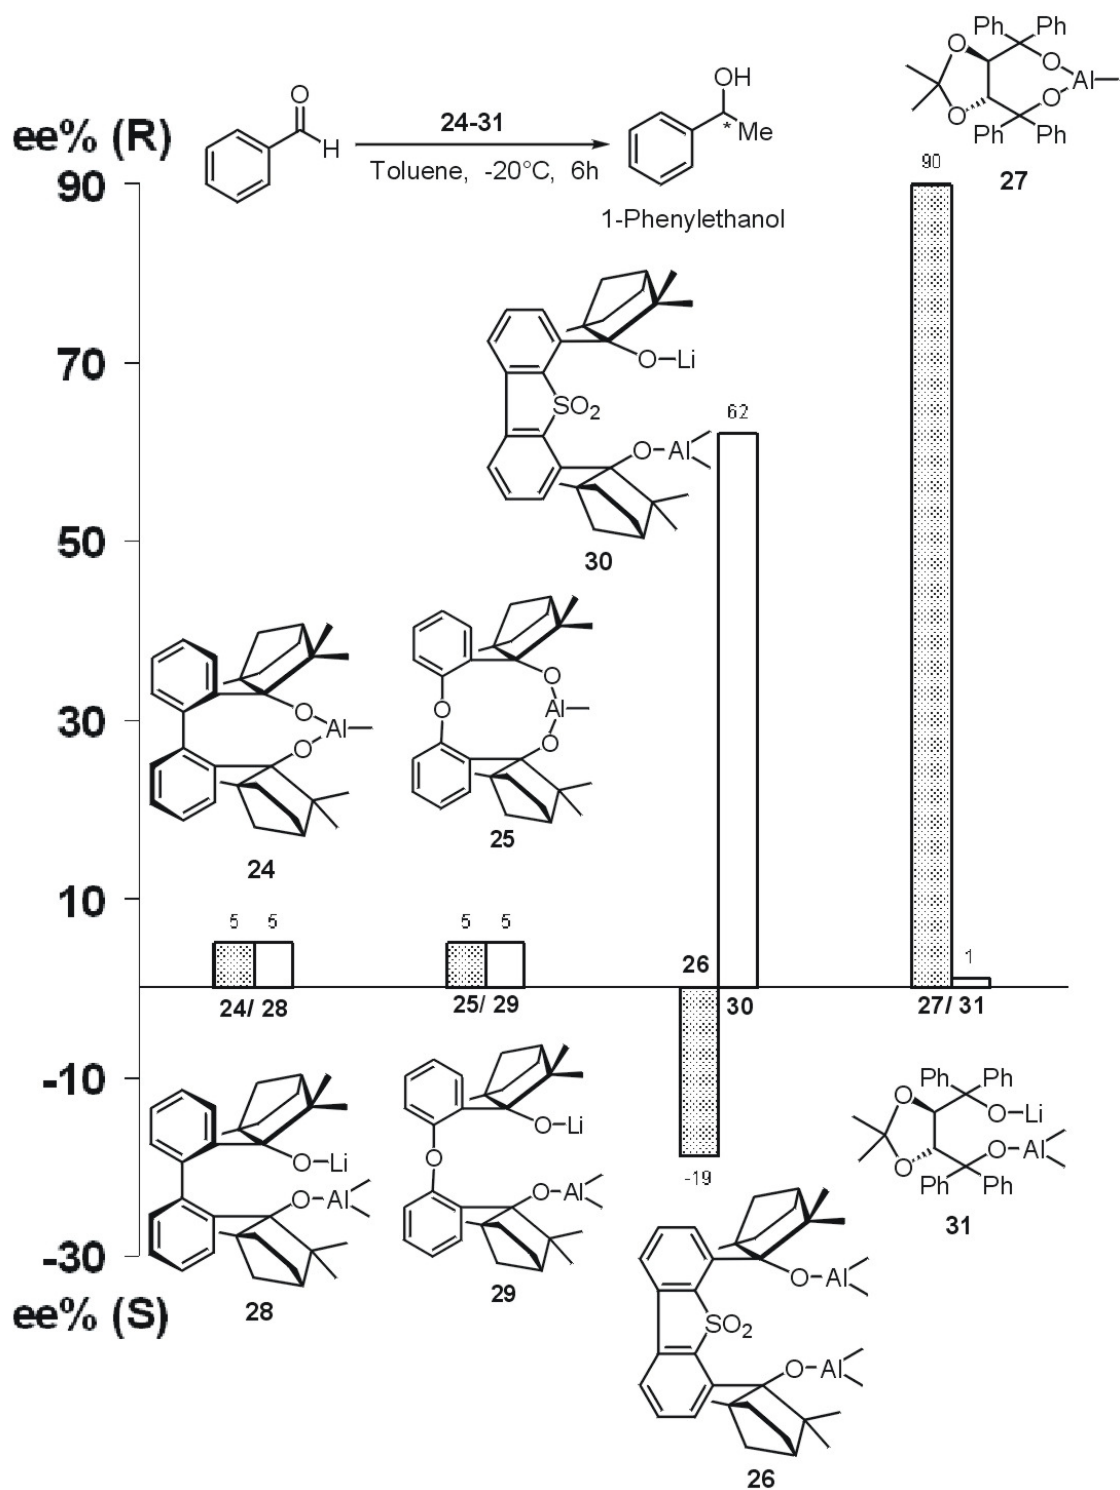 ee% (R)
O
H
24-31
Toluene, -20°C, 6h
OH
* Me
1-Phenylethanol
Ph Ph
O
O
Al
O
O
Ph Ph
27
90
90
70
50
30
10
-10
-30
ee% (S)
O-Li
SO2
O-Al
30
62
O
Al
O
24
O
O
Al
O
25
5 5
5 5
26
1
24/ 28
25/ 29
30
27/ 31
-19
O-Li
O-Al
28
O-Li
O
O-Al
29
O-Al
SO2
O-Al
26
Ph Ph
O
O-Li
O-Al
O
Ph Ph
31